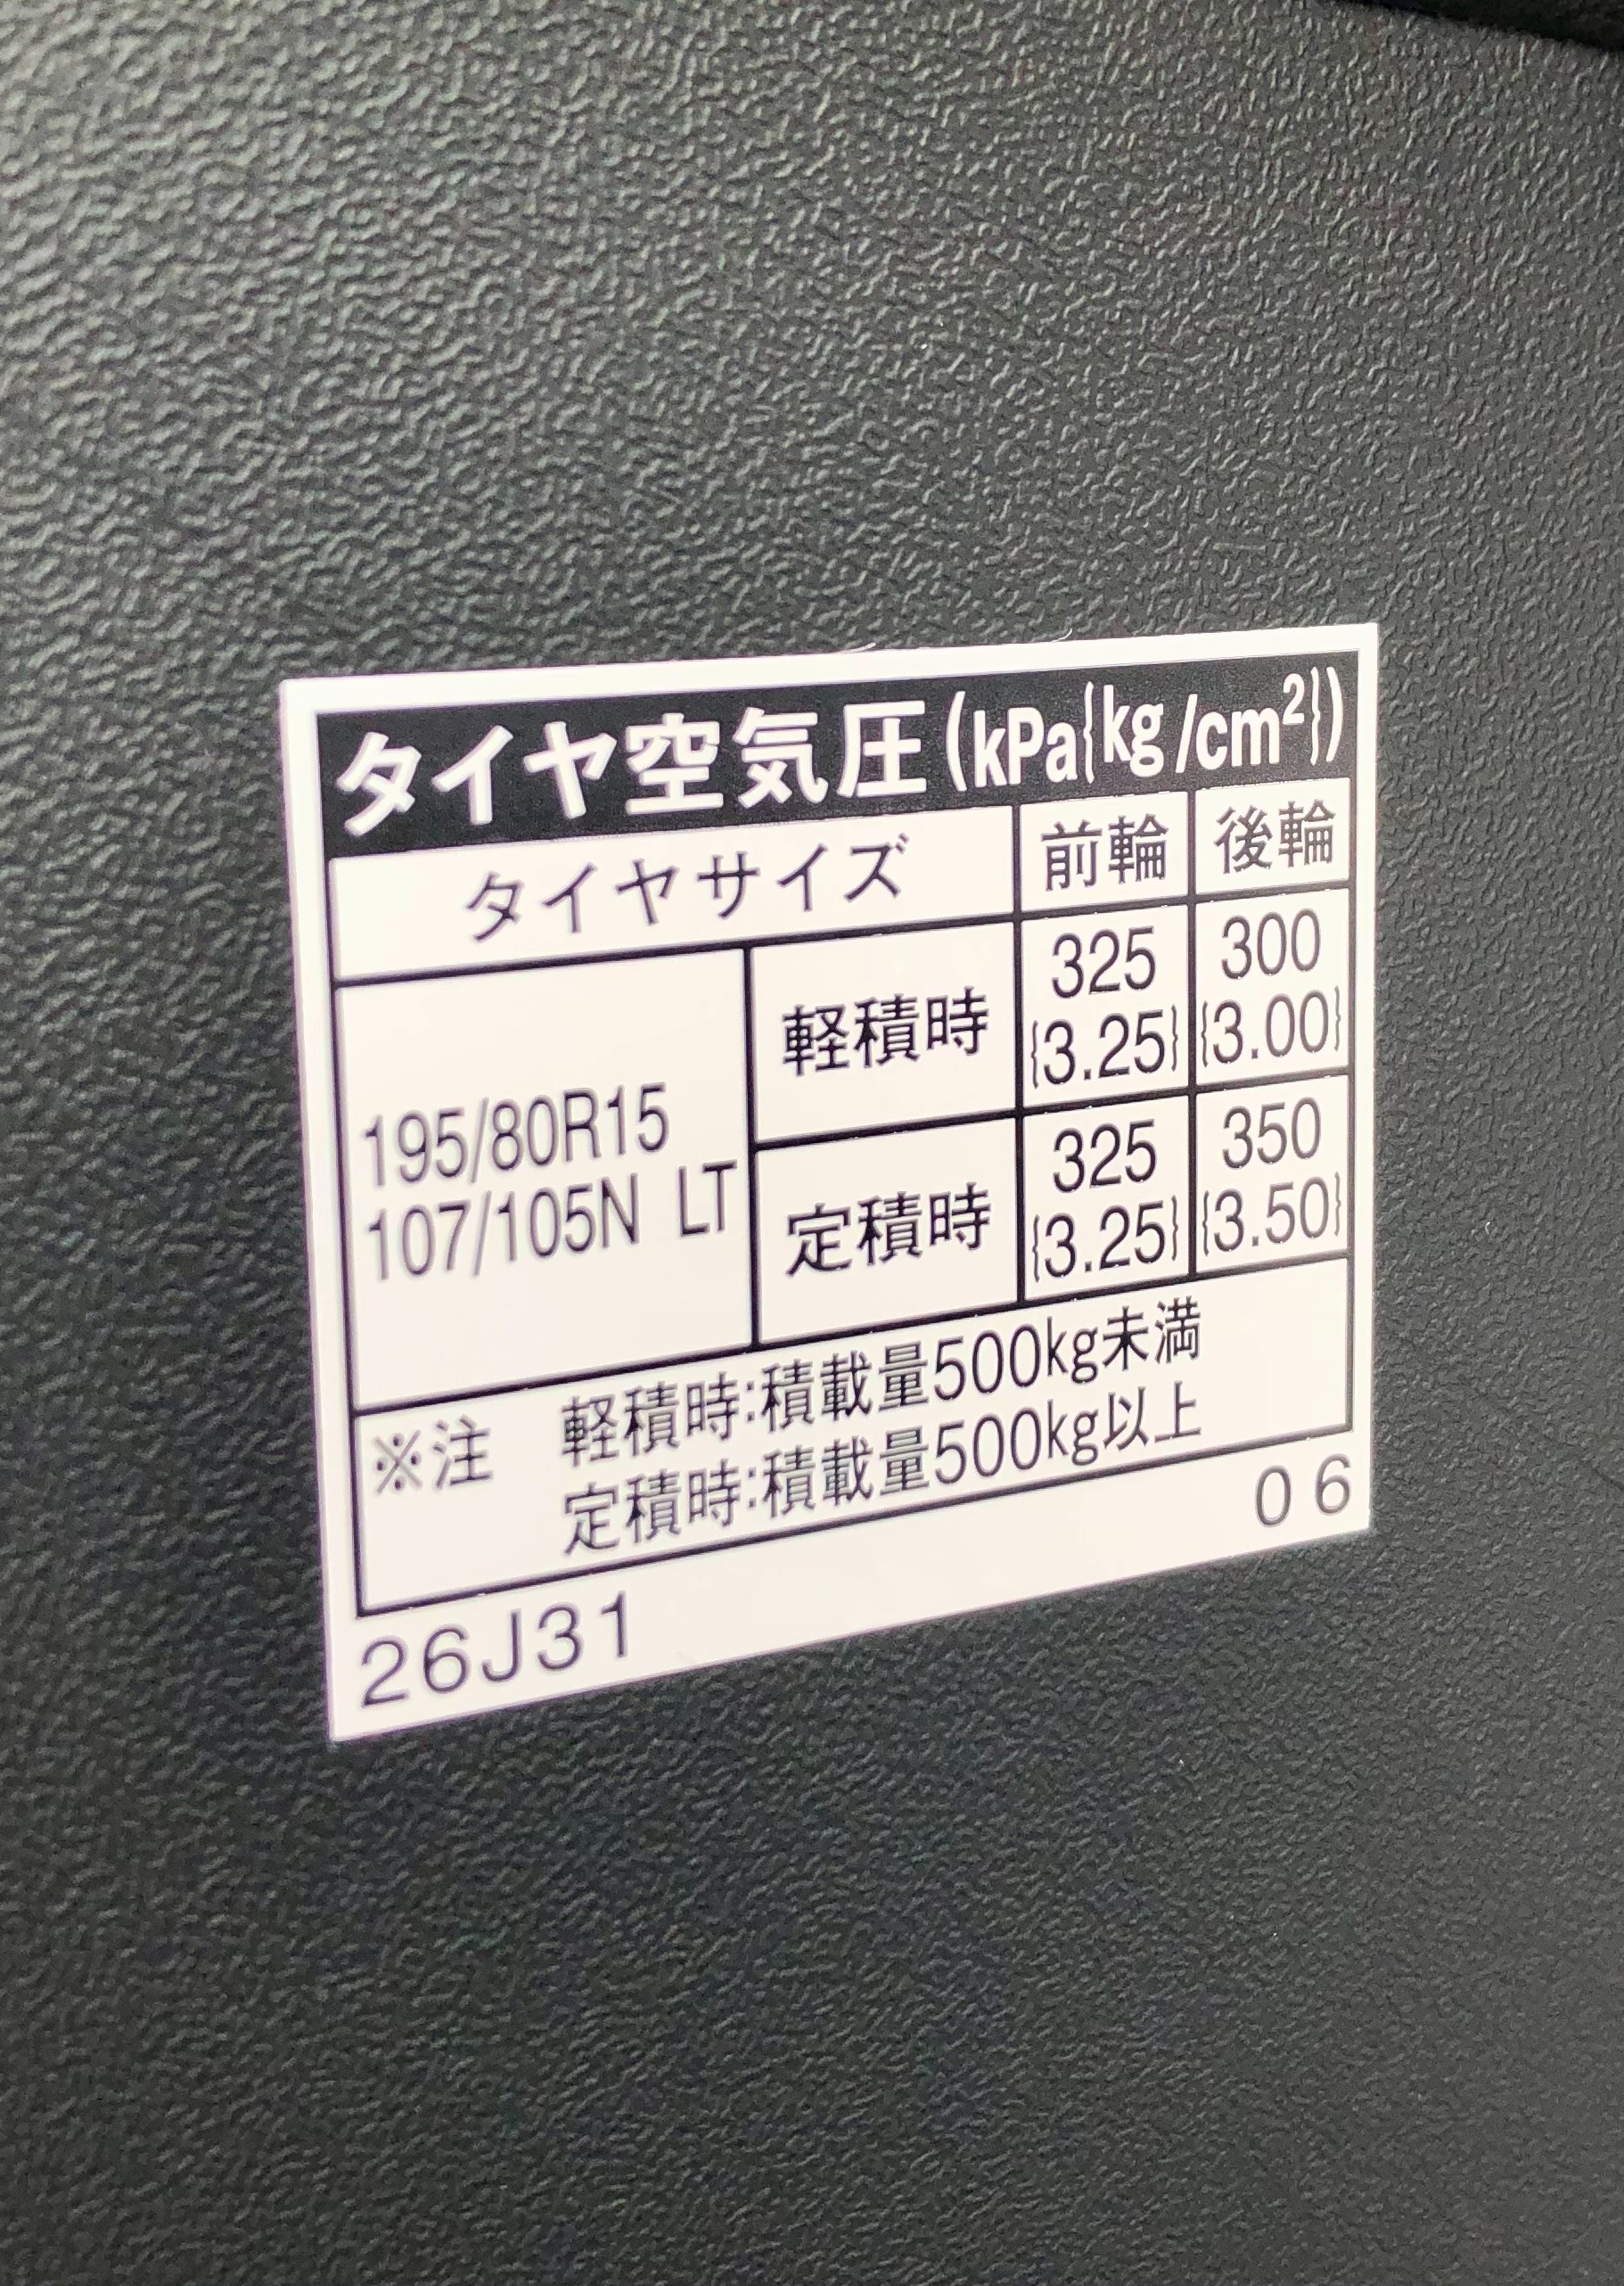 タイヤ空気圧(kPa{kg/cm²})
タイヤサイズ 前輪 後輪
195/80R15
107/105N LT
軽積時 325 {3.25} 300 {3.00}
定積時 325 {3.25} 350 {3.50}
※注 軽積時:積載量500kg未満
定積時:積載量500kg以上
26J31 06